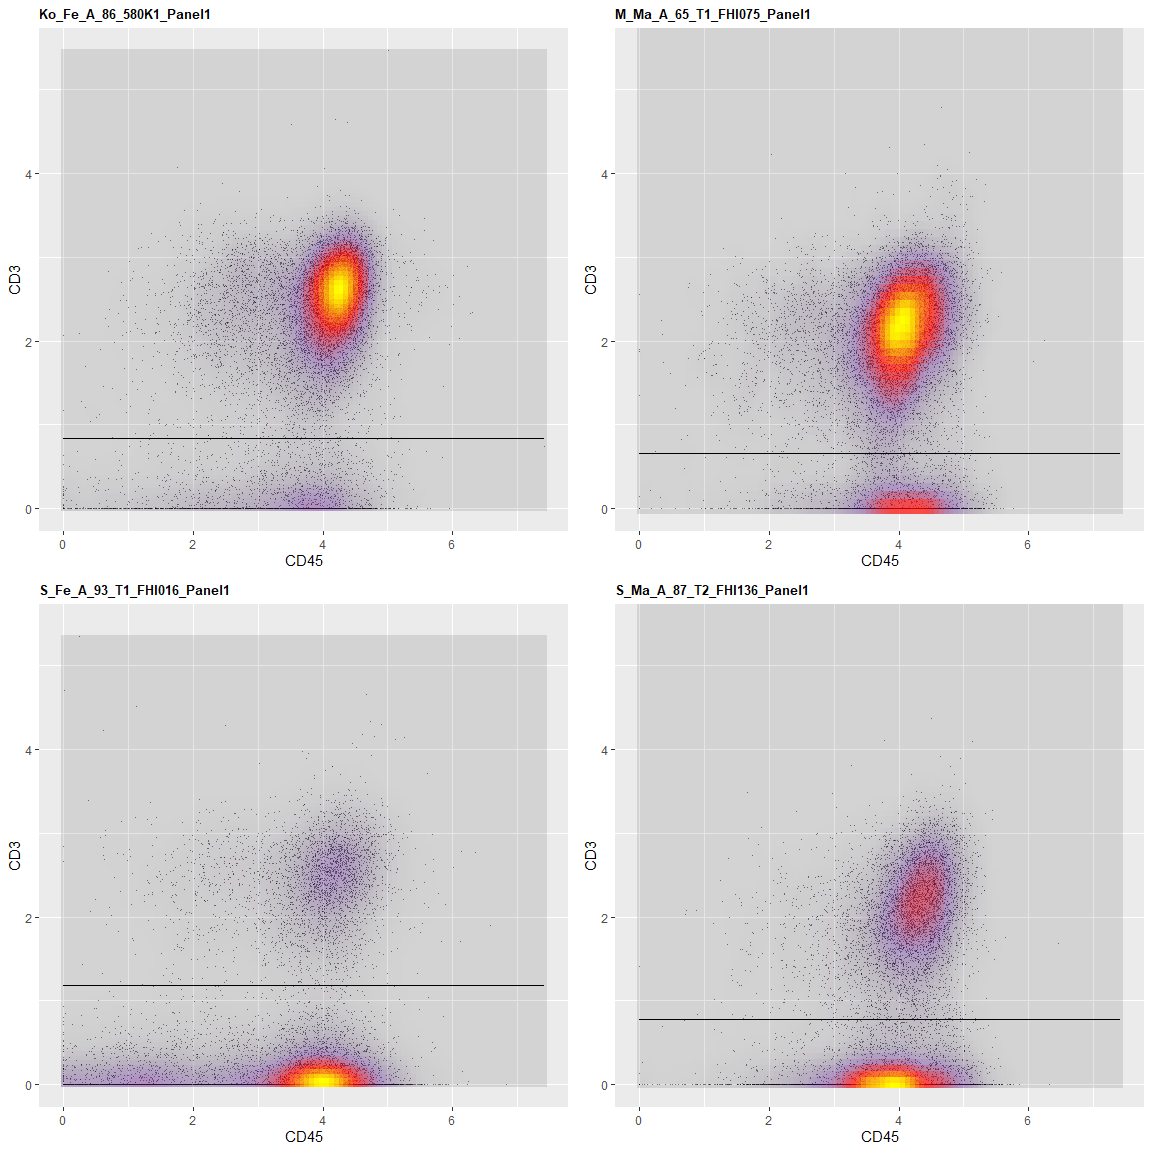 Ko_Fe_A_86_580K1_Panel1
CD3
4
2
0
0 2 4 6
CD45
M_Ma_A_65_T1_FHI075_Panel1
CD3
4
2
0
0 2 4 6
CD45
S_Fe_A_93_T1_FHI016_Panel1
CD3
4
2
0
0 2 4 6
CD45
S_Ma_A_87_T2_FHI136_Panel1
CD3
4
2
0
0 2 4 6
CD45